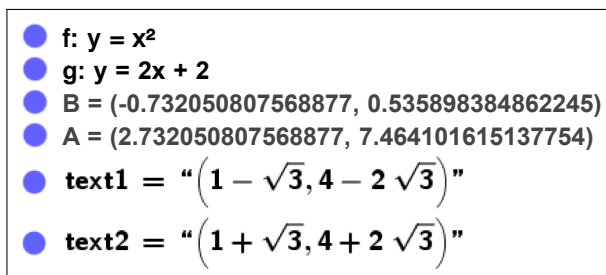 f: y = x²
g: y = 2x + 2
B = (-0.732050807568877, 0.535898384862245)
A = (2.732050807568877, 7.464101615137754)
text1 = “(1 − √3, 4 − 2 √3)”
text2 = “(1 + √3, 4 + 2 √3)”